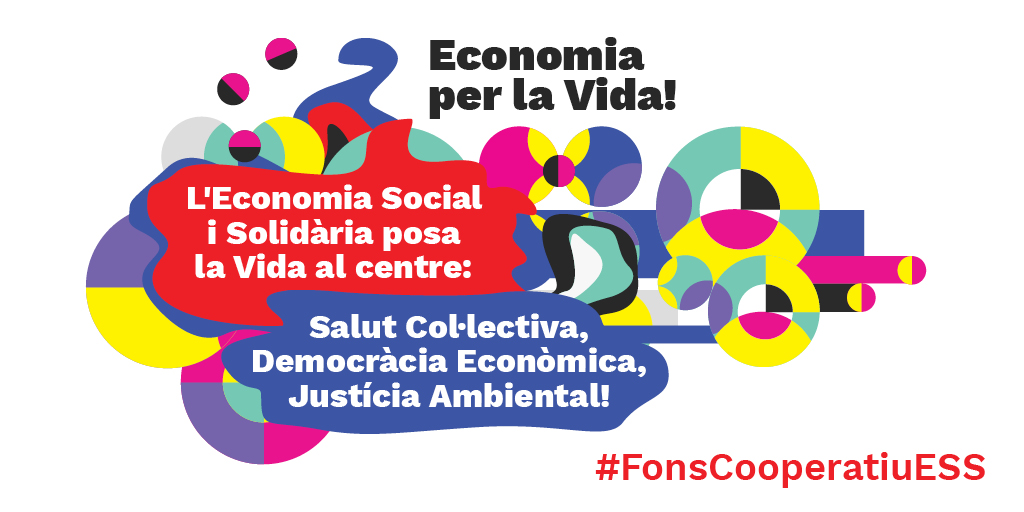 Economia
per la Vida!
L'Economia Social
i Solidària posa
la Vida al centre:
Salut Col·lectiva,
Democràcia Econòmica,
Justícia Ambiental!
#FonsCooperatiuESS